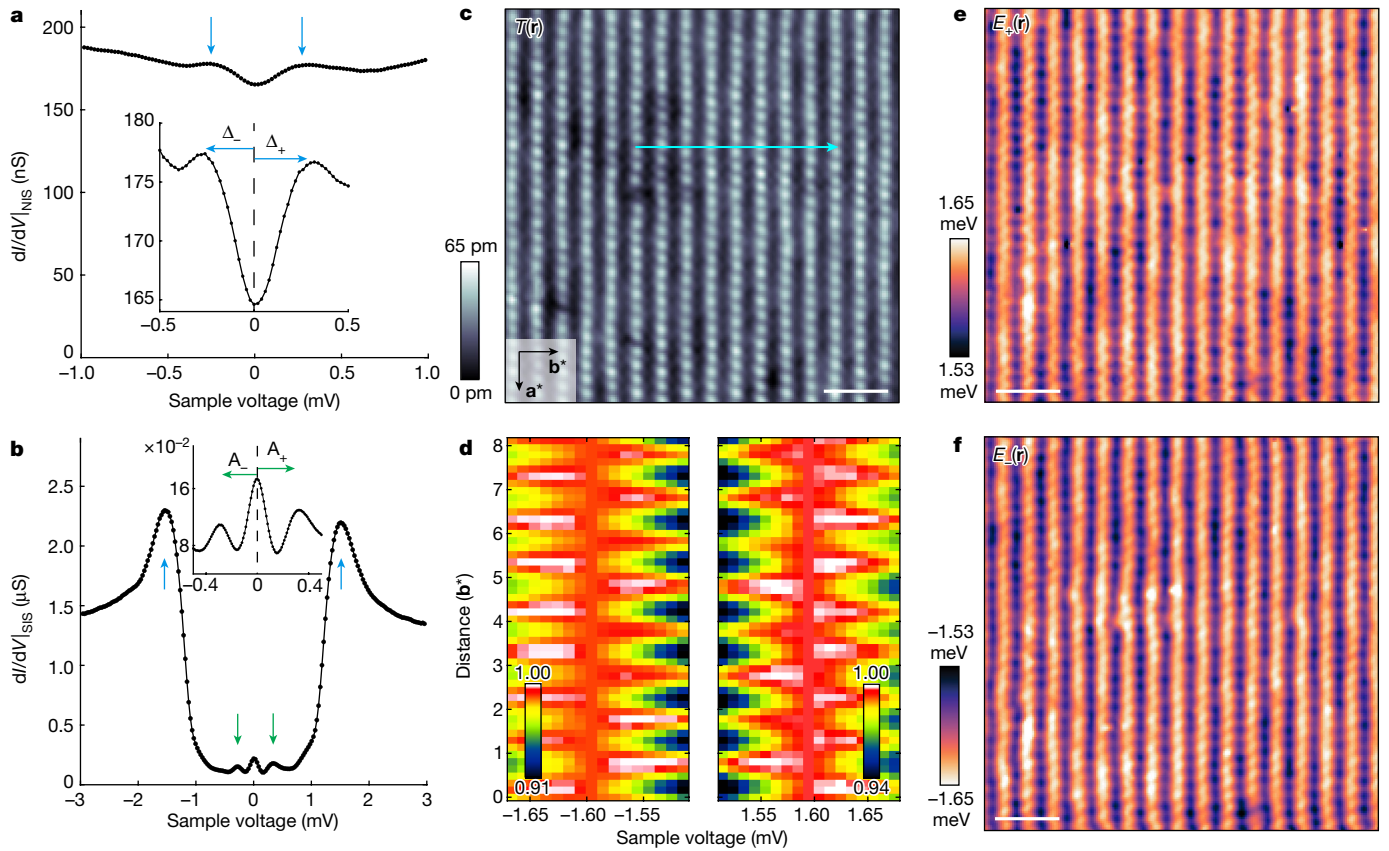 a
dI/dV|NIS (nS)
200
150
100
50
0
−1.0
−0.5
0
0.5
1.0
Sample voltage (mV)
180
175
170
165
−0.5
0
0.5
Δ−
Δ+
b
dI/dV|SIS (µS)
2.5
2.0
1.5
1.0
0.5
0
−3
−2
−1
0
1
2
3
Sample voltage (mV)
×10−2
16
8
−0.4
0
0.4
A−
A+
c
T(r)
65 pm
0 pm
b*
a*
d
Distance (b*)
8
7
6
5
4
3
2
1
0
1.00
0.91
1.00
0.94
−1.65
−1.60
−1.55
1.55
1.60
1.65
Sample voltage (mV)
e
E+(r)
1.65
meV
1.53
meV
f
E−(r)
−1.53
meV
−1.65
meV